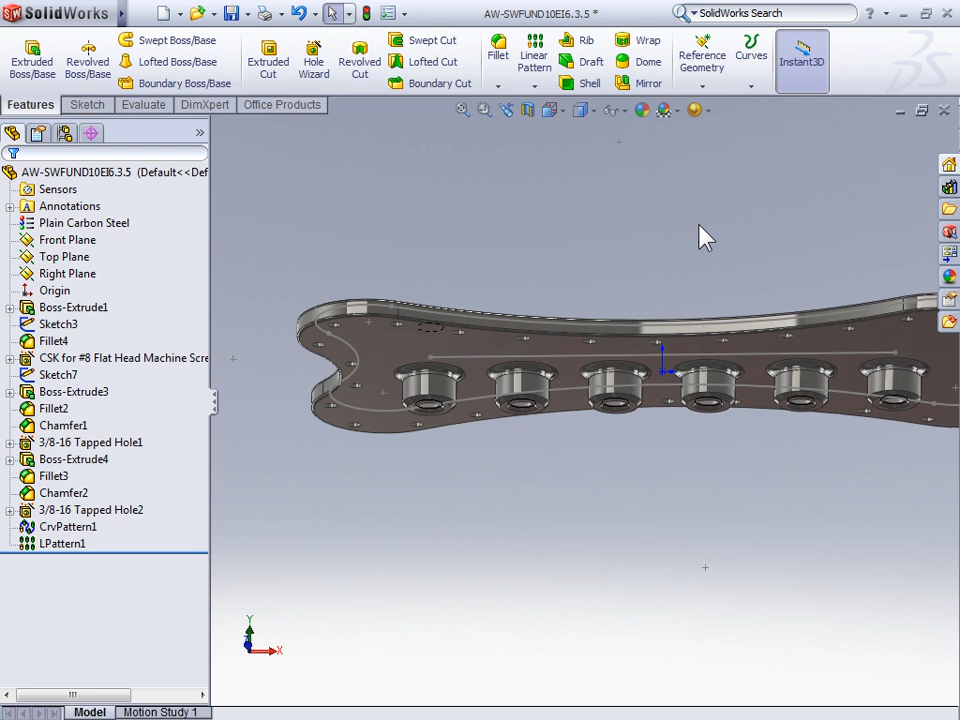 SolidWorks
AW-SWFUND10EI6.3.5 *
SolidWorks Search
Extruded Boss/Base
Revolved Boss/Base
Swept Boss/Base
Lofted Boss/Base
Boundary Boss/Base
Extruded Cut
Hole Wizard
Revolved Cut
Swept Cut
Lofted Cut
Boundary Cut
Fillet
Linear Pattern
Rib
Draft
Shell
Wrap
Dome
Mirror
Reference Geometry
Curves
Instant3D
Features
Sketch
Evaluate
DimXpert
Office Products
AW-SWFUND10EI6.3.5 (Default<<Def
Sensors
Annotations
Plain Carbon Steel
Front Plane
Top Plane
Right Plane
Origin
Boss-Extrude1
Sketch3
Fillet4
CSK for #8 Flat Head Machine Scre
Sketch7
Boss-Extrude3
Fillet2
Chamfer1
3/8-16 Tapped Hole1
Boss-Extrude4
Fillet3
Chamfer2
3/8-16 Tapped Hole2
CrvPattern1
LPattern1
Y
X
Model
Motion Study 1